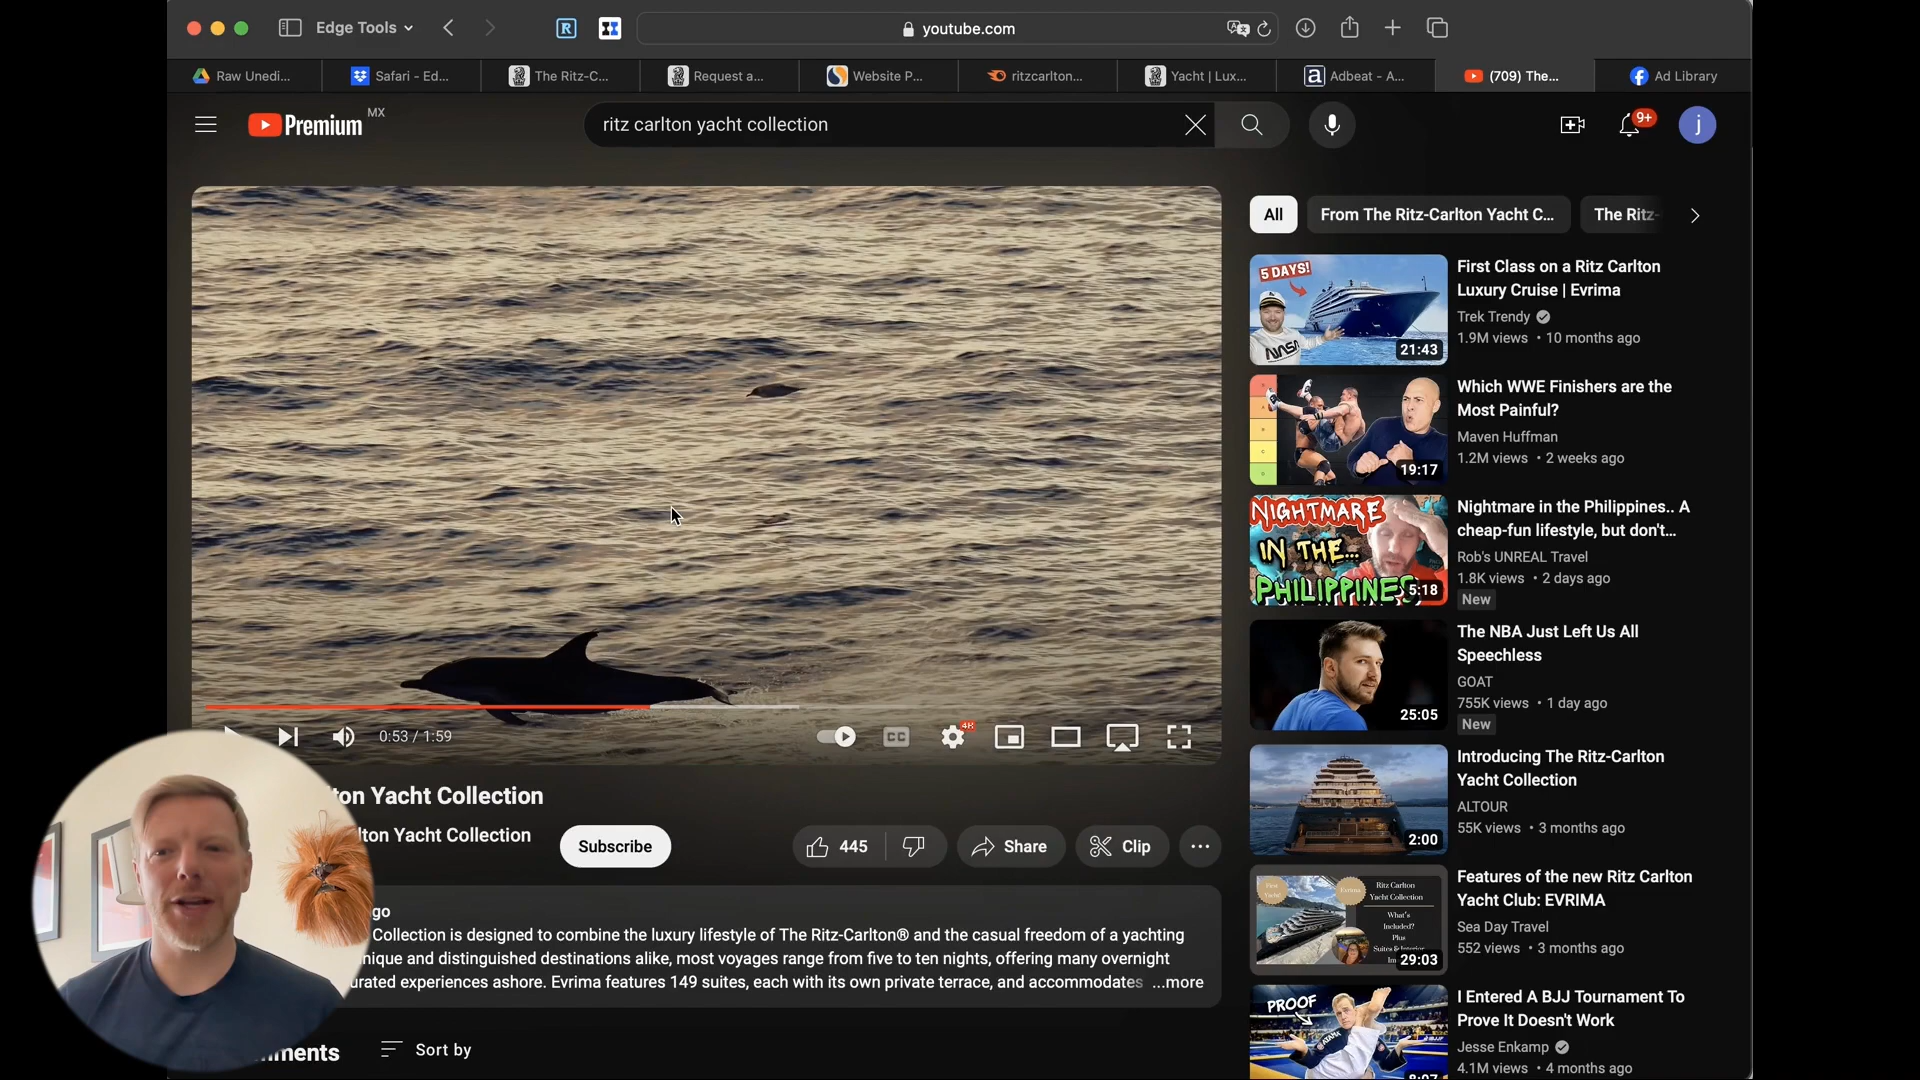 Edge Tools
youtube.com
Raw Unedi...
Safari - Ed...
The Ritz-C...
Request a...
Website P...
ritzcarlton...
Yacht | Lux...
Adbeat - A...
(709) The...
Ad Library
Premium MX
ritz carlton yacht collection
9+
j
All
From The Ritz-Carlton Yacht C...
The Ritz-
5 DAYS!
NASA
21:43
First Class on a Ritz Carlton
Luxury Cruise | Evrima
Trek Trendy
1.9M views • 10 months ago
19:17
Which WWE Finishers are the
Most Painful?
Maven Huffman
1.2M views • 2 weeks ago
NIGHTMARE
IN THE...
PHILIPPINES
5:18
Nightmare in the Philippines.. A
cheap-fun lifestyle, but don't...
Rob's UNREAL Travel
1.8K views • 2 days ago
New
25:05
The NBA Just Left Us All
Speechless
GOAT
755K views • 1 day ago
New
2:00
Introducing The Ritz-Carlton
Yacht Collection
ALTOUR
55K views • 3 months ago
Ritz Carlton
Yacht Collection
What's
Included?
Plus
29:03
Features of the new Ritz Carlton
Yacht Club: EVRIMA
Sea Day Travel
552 views • 3 months ago
PROOF
8:07
I Entered A BJJ Tournament To
Prove It Doesn't Work
Jesse Enkamp
4.1M views • 4 months ago
0:53 / 1:59
CC
4K
ton Yacht Collection
lton Yacht Collection
Subscribe
445
Share
Clip
go
Collection is designed to combine the luxury lifestyle of The Ritz-Carlton® and the casual freedom of a yachting
nique and distinguished destinations alike, most voyages range from five to ten nights, offering many overnight
urated experiences ashore. Evrima features 149 suites, each with its own private terrace, and accommodates ...more
ments
Sort by